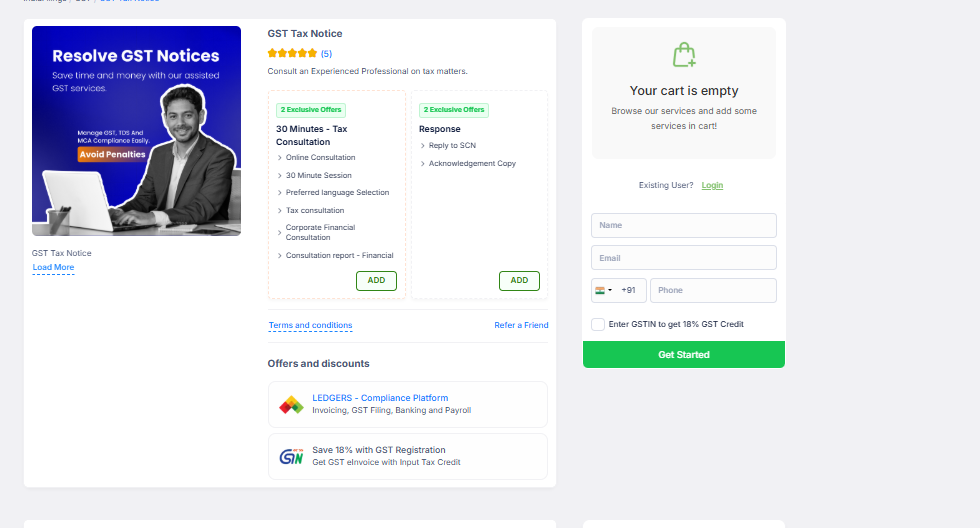 Resolve GST Notices
Save time and money with our assisted
GST services.
Manage GST, TDS And
MCA Compliance Easily.
Avoid Penalties
GST Tax Notice
Load More
GST Tax Notice
(5)
Consult an Experienced Professional on tax matters.
2 Exclusive Offers
30 Minutes - Tax
Consultation
Online Consultation
30 Minute Session
Preferred language Selection
Tax consultation
Corporate Financial
Consultation
Consultation report - Financial
ADD
2 Exclusive Offers
Response
Reply to SCN
Acknowledgement Copy
ADD
Terms and conditions
Refer a Friend
Offers and discounts
LEDGERS - Compliance Platform
Invoicing, GST Filing, Banking and Payroll
Save 18% with GST Registration
Get GST eInvoice with Input Tax Credit
Your cart is empty
Browse our services and add some
services in cart!
Existing User? Login
Name
Email
+91
Phone
Enter GSTIN to get 18% GST Credit
Get Started